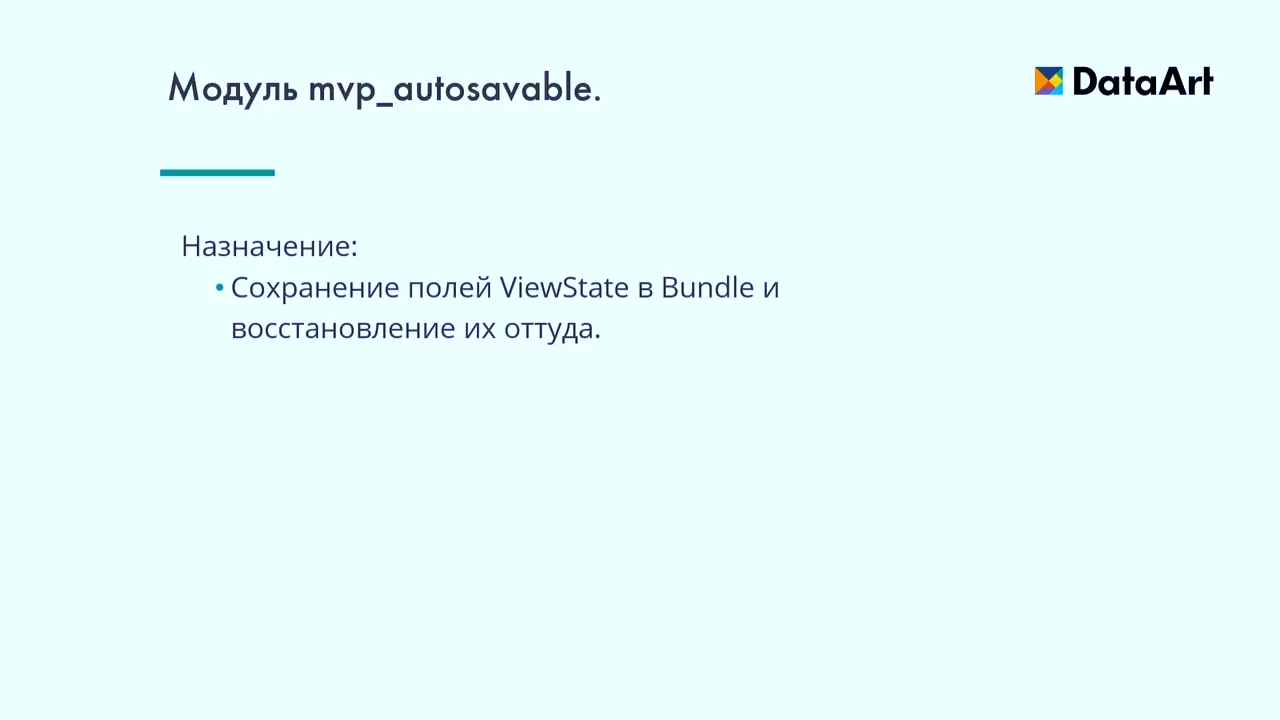 Модуль mvp_autosavable.
DataArt
Назначение:
• Сохранение полей ViewState в Bundle и
восстановление их оттуда.